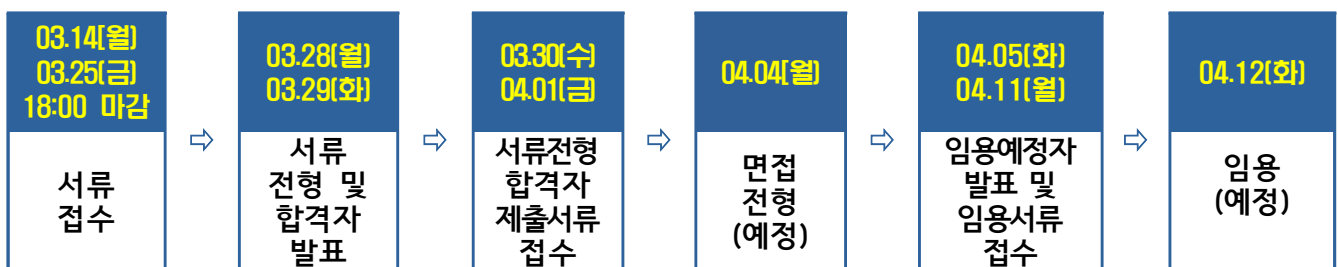 03.14[월]
03.25(금)
18:00 마감
서류
접수
⇨
03.28(월)
03.29(화)
서류
전형 및
합격자
발표
⇨
03.30(수)
04.01(금)
서류전형
합격자
제출서류
접수
⇨
04.04[월]
면접
전형
(예정)
⇨
04.05(화)
04.11(월)
임용예정자
발표 및
임용서류
접수
⇨
04.12(화)
임용
(예정)